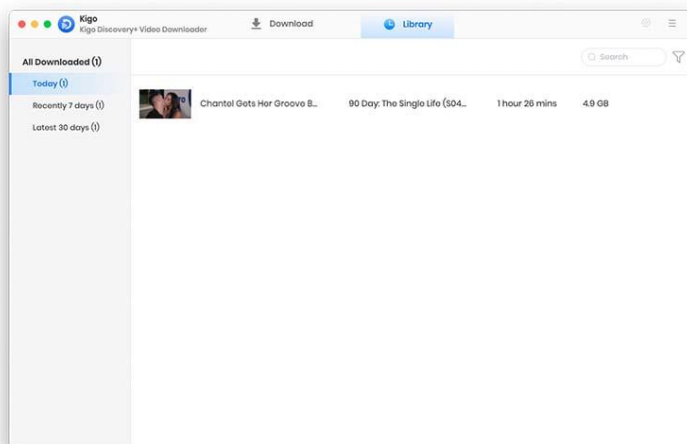 Kigo
Kigo Discovery+ Video Downloader
Download
Library
All Downloaded (1)
Search
Today (1)
Recently 7 days (1)
Latest 30 days (1)
Chantel Gets Her Groove B... 90 Day: The Single Life (S04... 1 hour 26 mins 4.9 GB